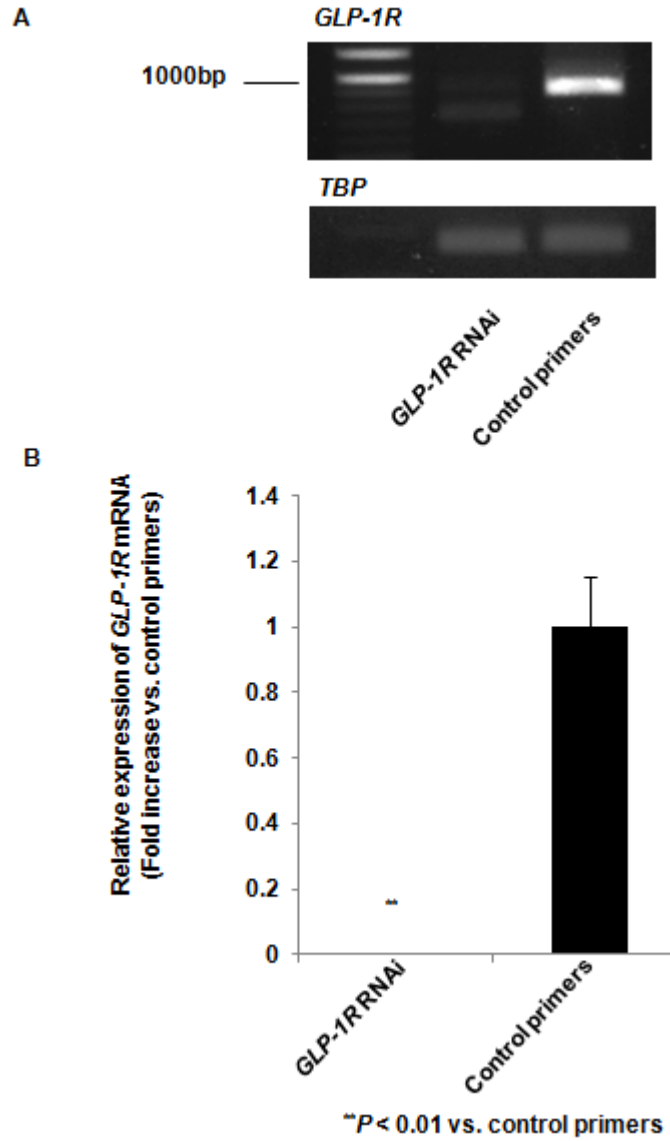 A
GLP-1R
1000bp
TBP
GLP-1R RNAi
Control primers
B
Relative expression of GLP-1R mRNA
(Fold increase vs. control primers)
1.4
1.2
1
0.8
0.6
0.4
0.2
0
**
GLP-1R RNAi
Control primers
**P < 0.01 vs. control primers